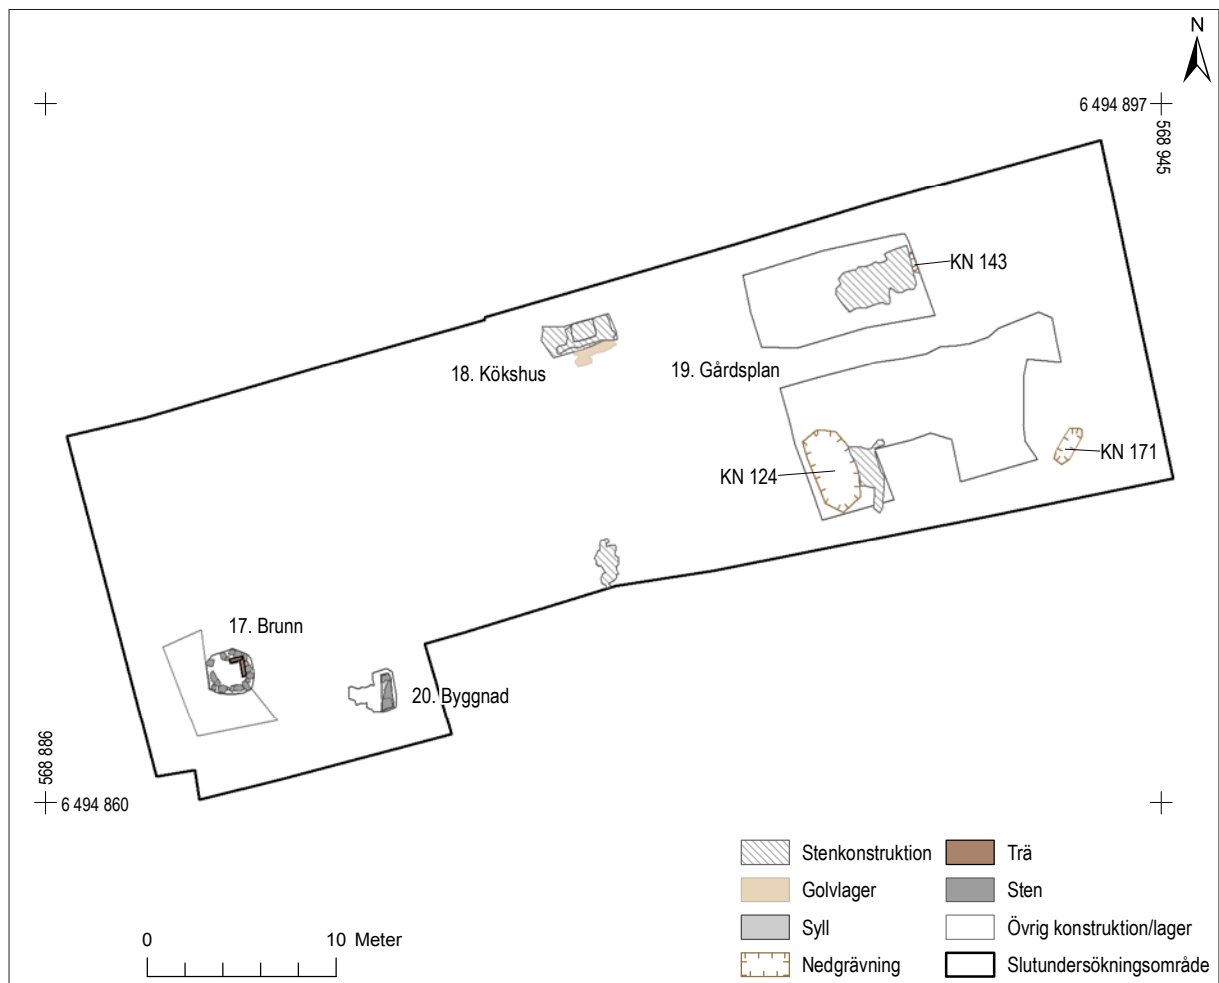 N
6 494 897
568 945
KN 143
18. Kökshus
19. Gårdsplan
KN 124
KN 171
17. Brunn
20. Byggnad
568 886
6 494 860
Stenkonstruktion
Trä
Golvlager
Sten
Syll
Övrig konstruktion/lager
Nedgrävning
Slutundersökningsområde
0 10 Meter